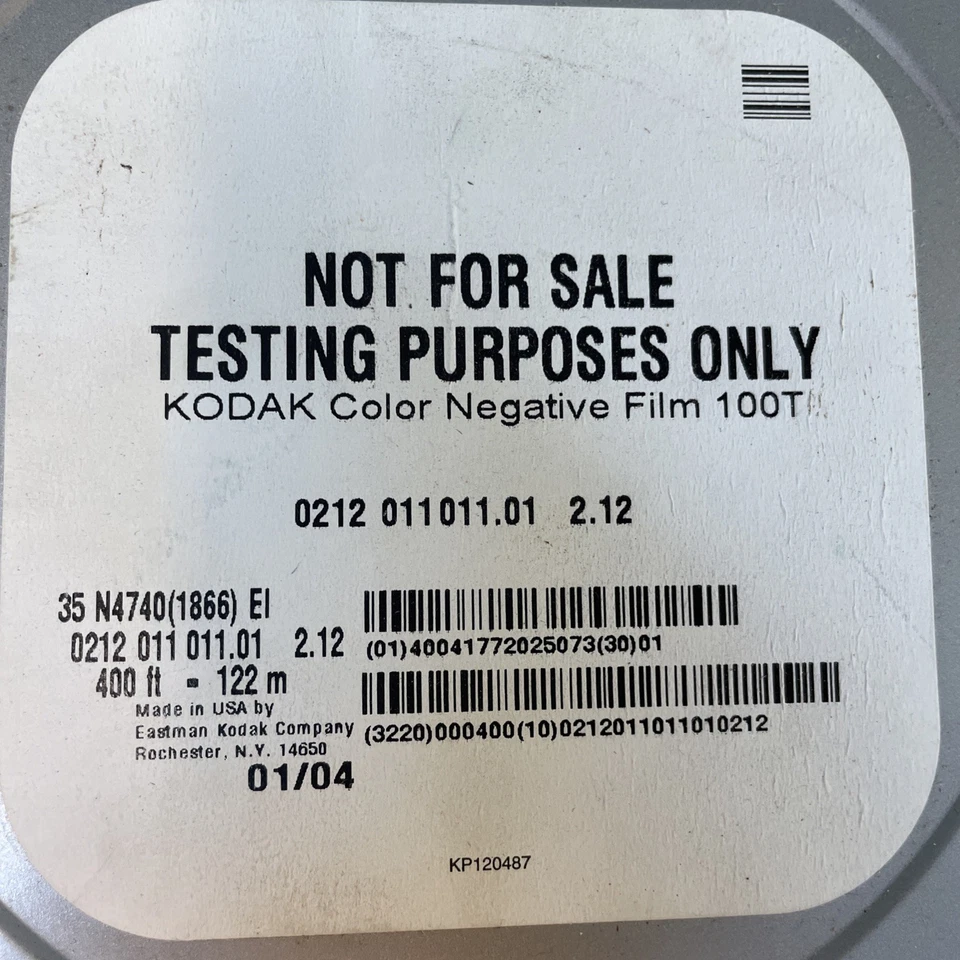 NOT FOR SALE
TESTING PURPOSES ONLY
KODAK Color Negative Film 100T
0212 011011.01 2.12
35 N4740(1866) EI
0212 011 011.01 2.12
400 ft - 122 m
Made in USA by
Eastman Kodak Company
Rochester, N.Y. 14650
01/04
(01)40041772025073(30)01
(3220)000400(10)0212011011010212
KP120487